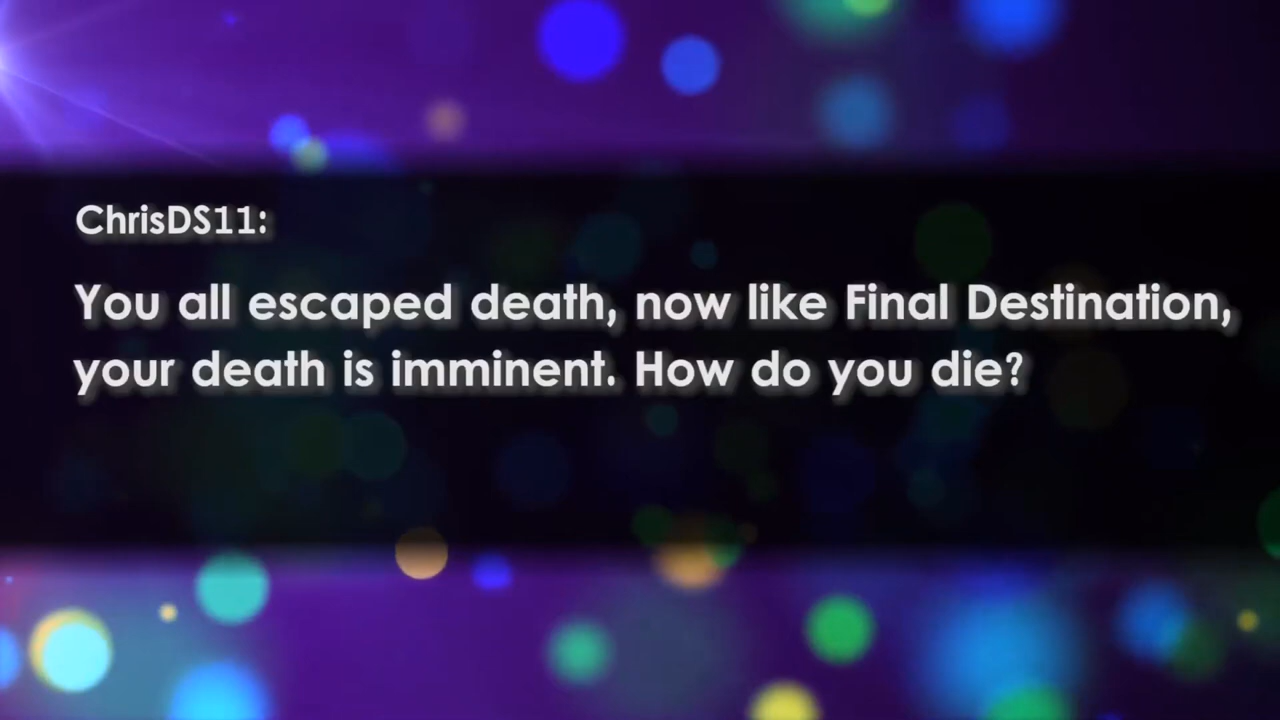 ChrisDS11:
You all escaped death, now like Final Destination,
your death is imminent. How do you die?